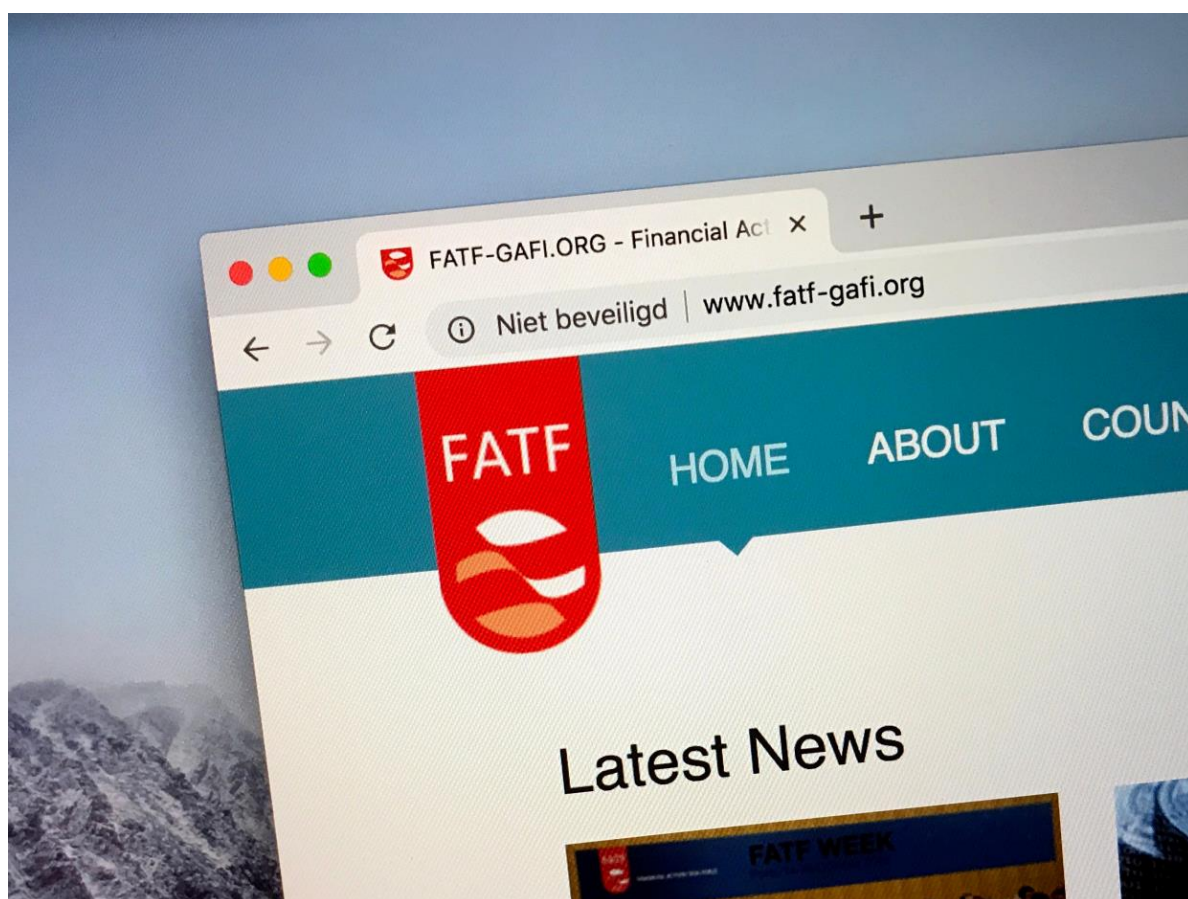 FATF-GAFI.ORG - Financial Act
Niet beveiligd | www.fatf-gafi.org
FATF
HOME
ABOUT
COUN
Latest News
FATF WEEK